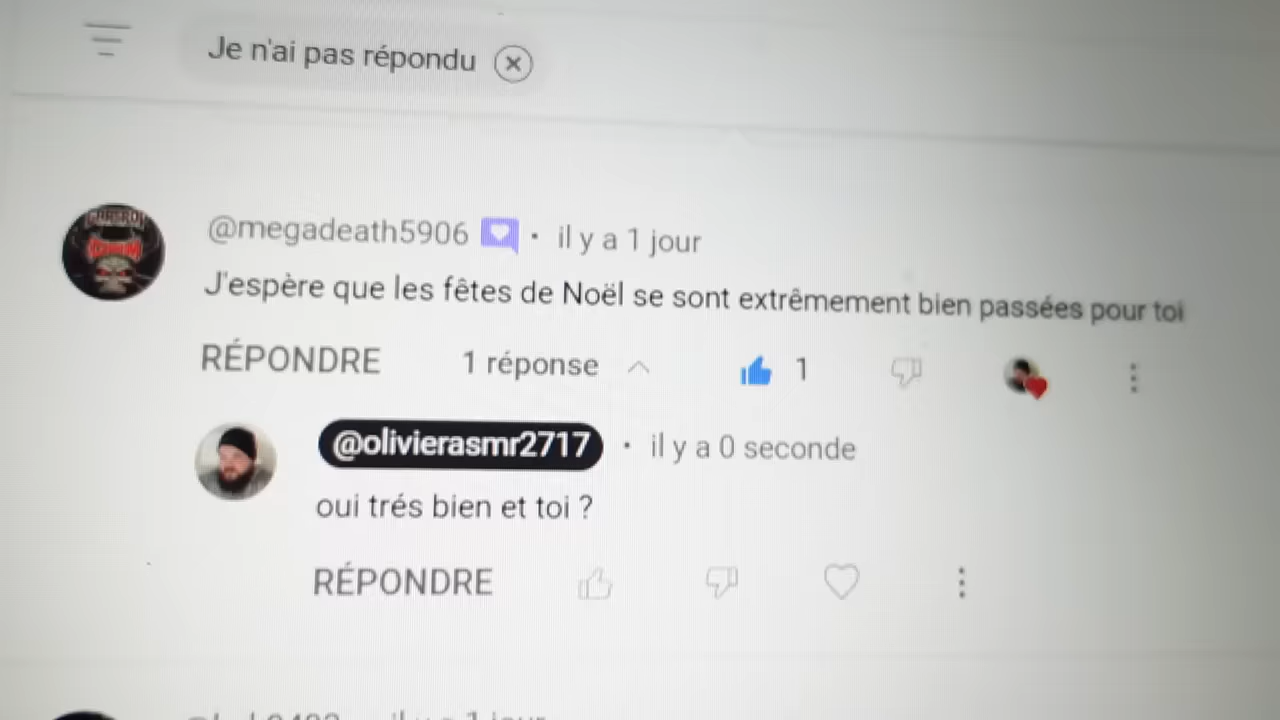 Je n'ai pas répondu
@megadeath5906 · il y a 1 jour
J'espère que les fêtes de Noël se sont extrêmement bien passées pour toi
RÉPONDRE 1 réponse 1
@olivierasmr2717 · il y a 0 seconde
oui trés bien et toi ?
RÉPONDRE